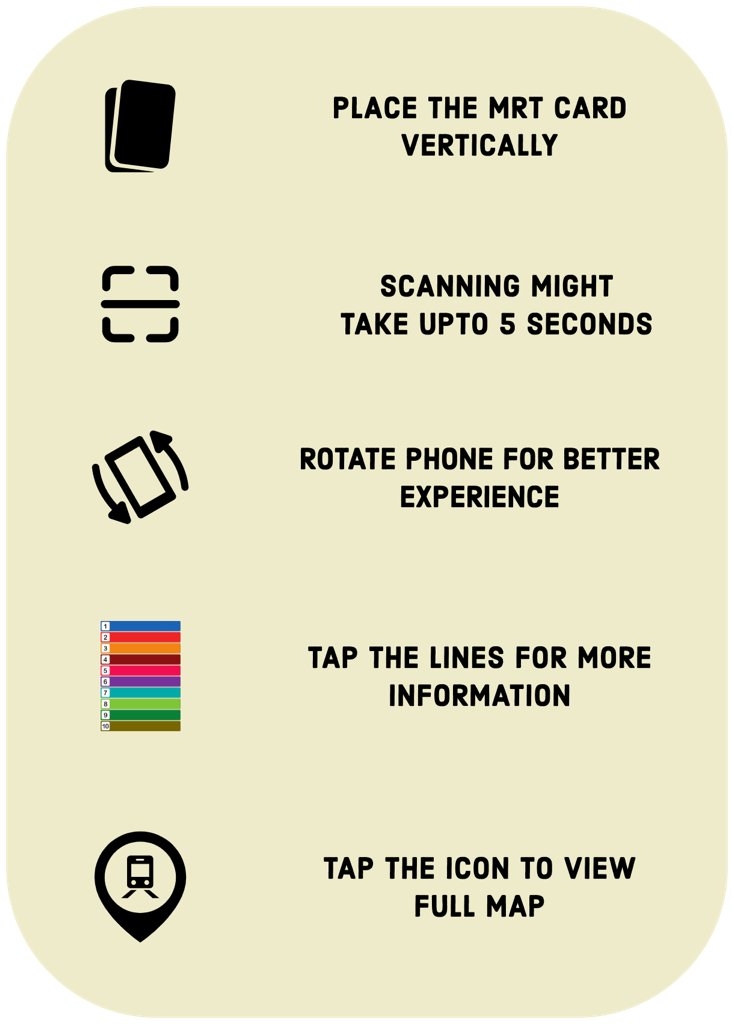 PLACE THE MRT CARD
VERTICALLY
SCANNING MIGHT
TAKE UPTO 5 SECONDS
ROTATE PHONE FOR BETTER
EXPERIENCE
1
2
3
4
5
6
7
8
9
10
TAP THE LINES FOR MORE
INFORMATION
TAP THE ICON TO VIEW
FULL MAP